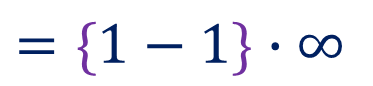 = {1 − 1} · ∞